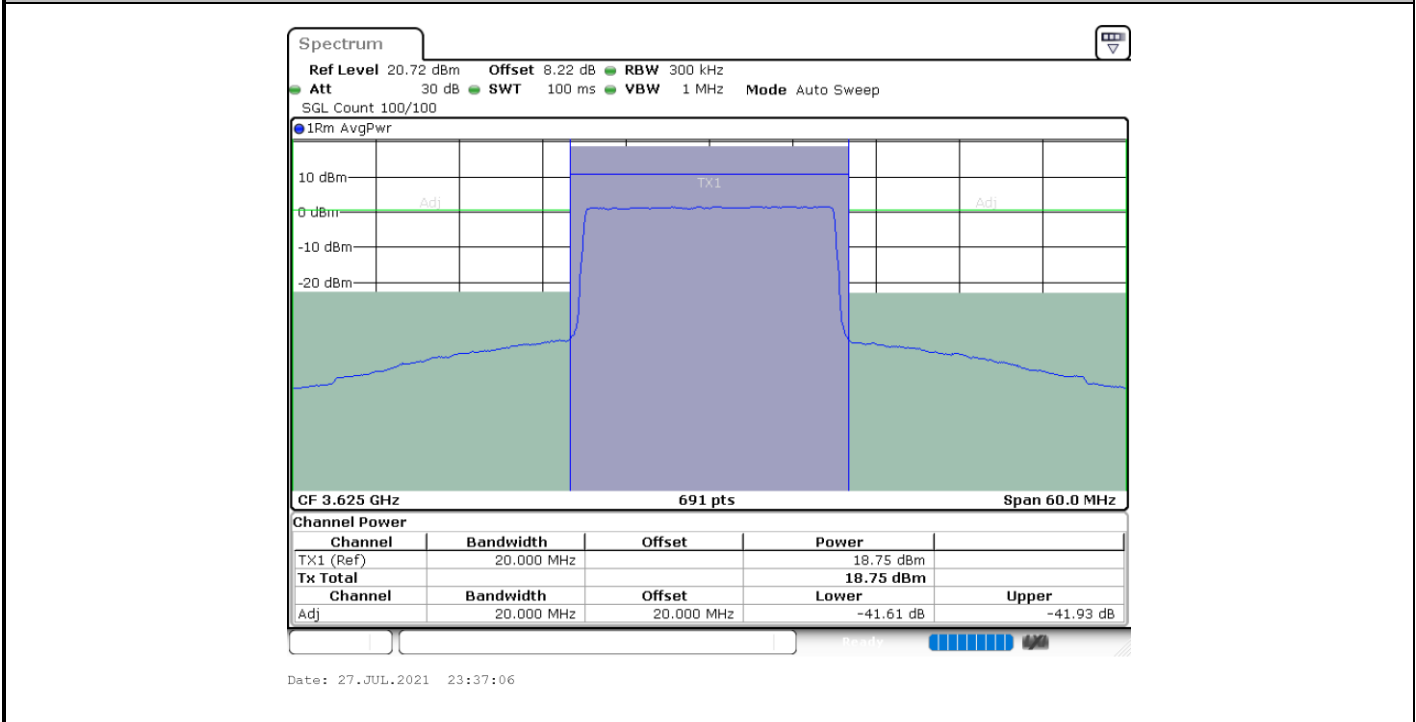 Spectrum
Ref Level 20.72 dBm Offset 8.22 dB RBW 300 kHz
Att 30 dB SWT 100 ms VBW 1 MHz Mode Auto Sweep
SGL Count 100/100
1Rm AvgPwr
10 dBm
TX1
Adj Adj
0 dBm
-10 dBm
-20 dBm
CF 3.625 GHz 691 pts Span 60.0 MHz
Channel Power
Channel Bandwidth Offset Power
TX1 (Ref) 20.000 MHz 18.75 dBm
Tx Total 18.75 dBm
Channel Bandwidth Offset Lower Upper
Adj 20.000 MHz 20.000 MHz -41.61 dB -41.93 dB
Ready
Date: 27.JUL.2021 23:37:06